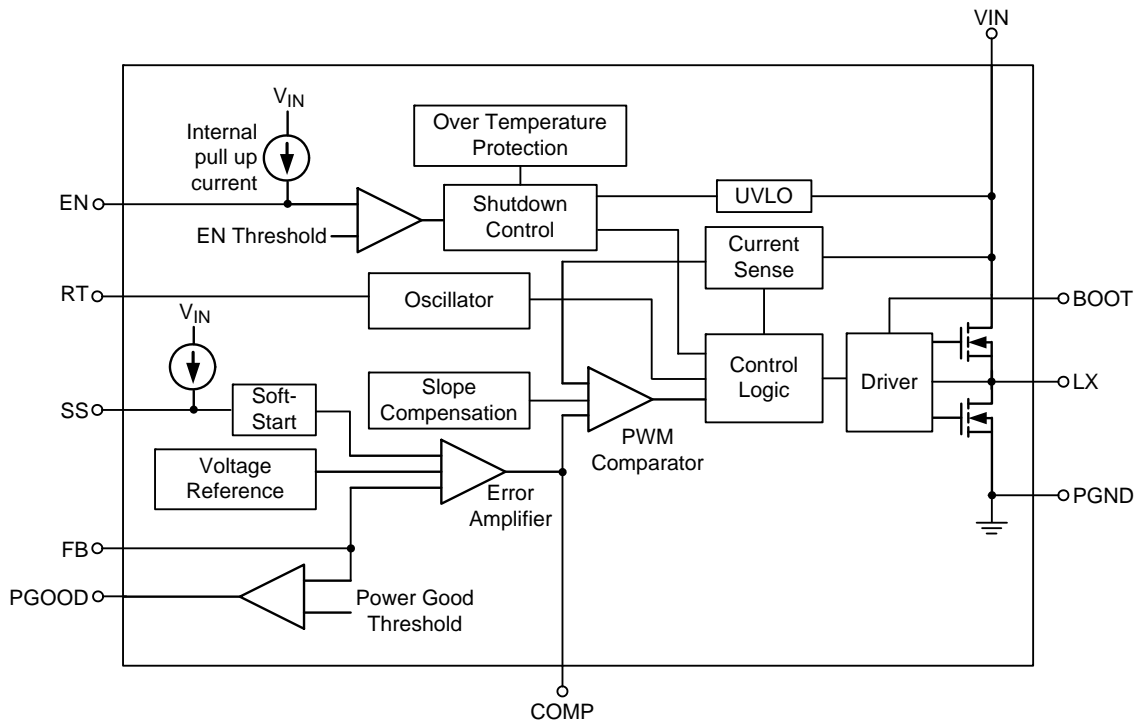 VIN
VIN
Internal
pull up
current
Over Temperature
Protection
EN
EN Threshold
Shutdown
Control
UVLO
Current
Sense
RT
Oscillator
BOOT
VIN
Control
Logic
Driver
LX
SS
Soft-
Start
Slope
Compensation
PWM
Comparator
Voltage
Reference
Error
Amplifier
PGND
FB
PGOOD
Power Good
Threshold
COMP